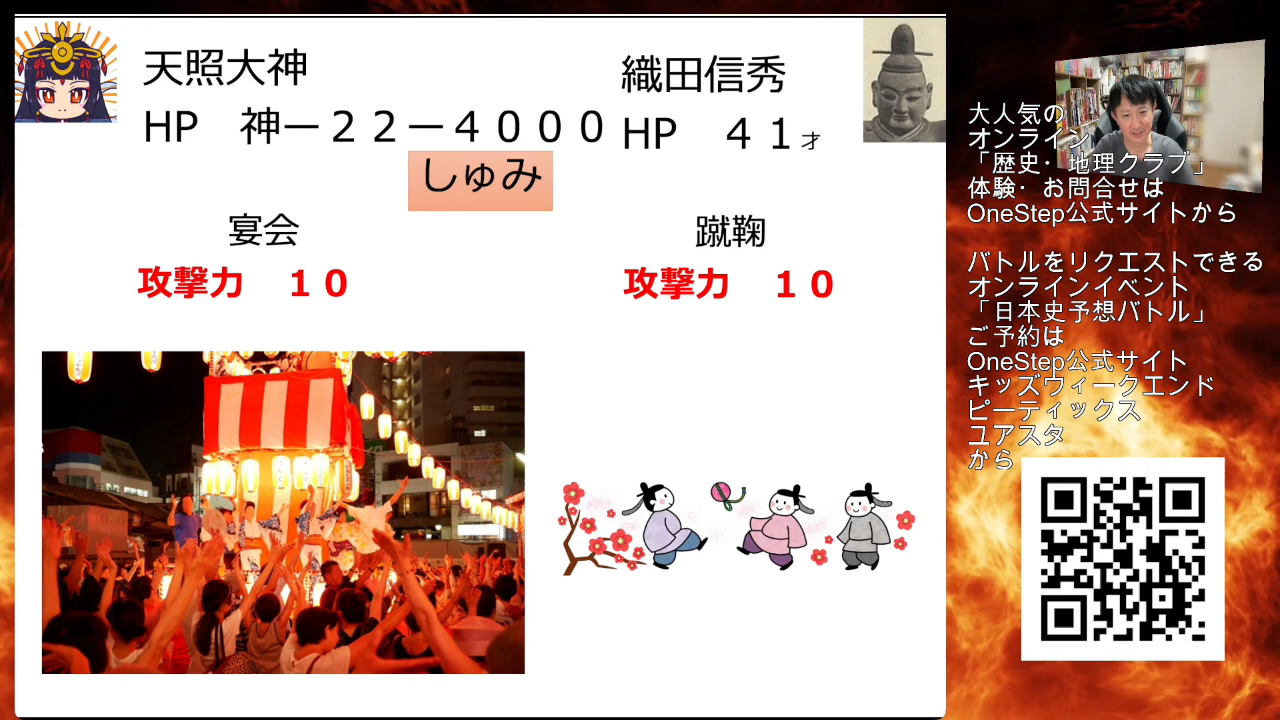 天照大神
HP　神ー２２ー４０００
織田信秀
HP　４１才
しゅみ
宴会
攻撃力　１０
蹴鞠
攻撃力　１０
大人気の
オンライン
「歴史・地理クラブ」
体験・お問合せは
OneStep公式サイトから
バトルをリクエストできる
オンラインイベント
「日本史予想バトル」
ご予約は
OneStep公式サイト
キッズウィークエンド
ピーティックス
ユアスタ
から